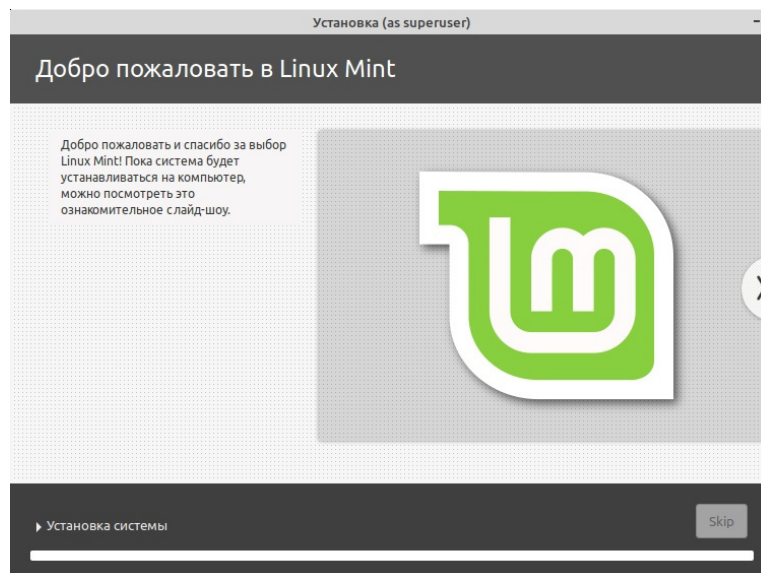 Установка (as superuser)
Добро пожаловать в Linux Mint
Добро пожаловать и спасибо за выбор
Linux Mint! Пока система будет
устанавливаться на компьютер,
можно посмотреть это
ознакомительное слайд-шоу.
lm
Установка системы
Skip